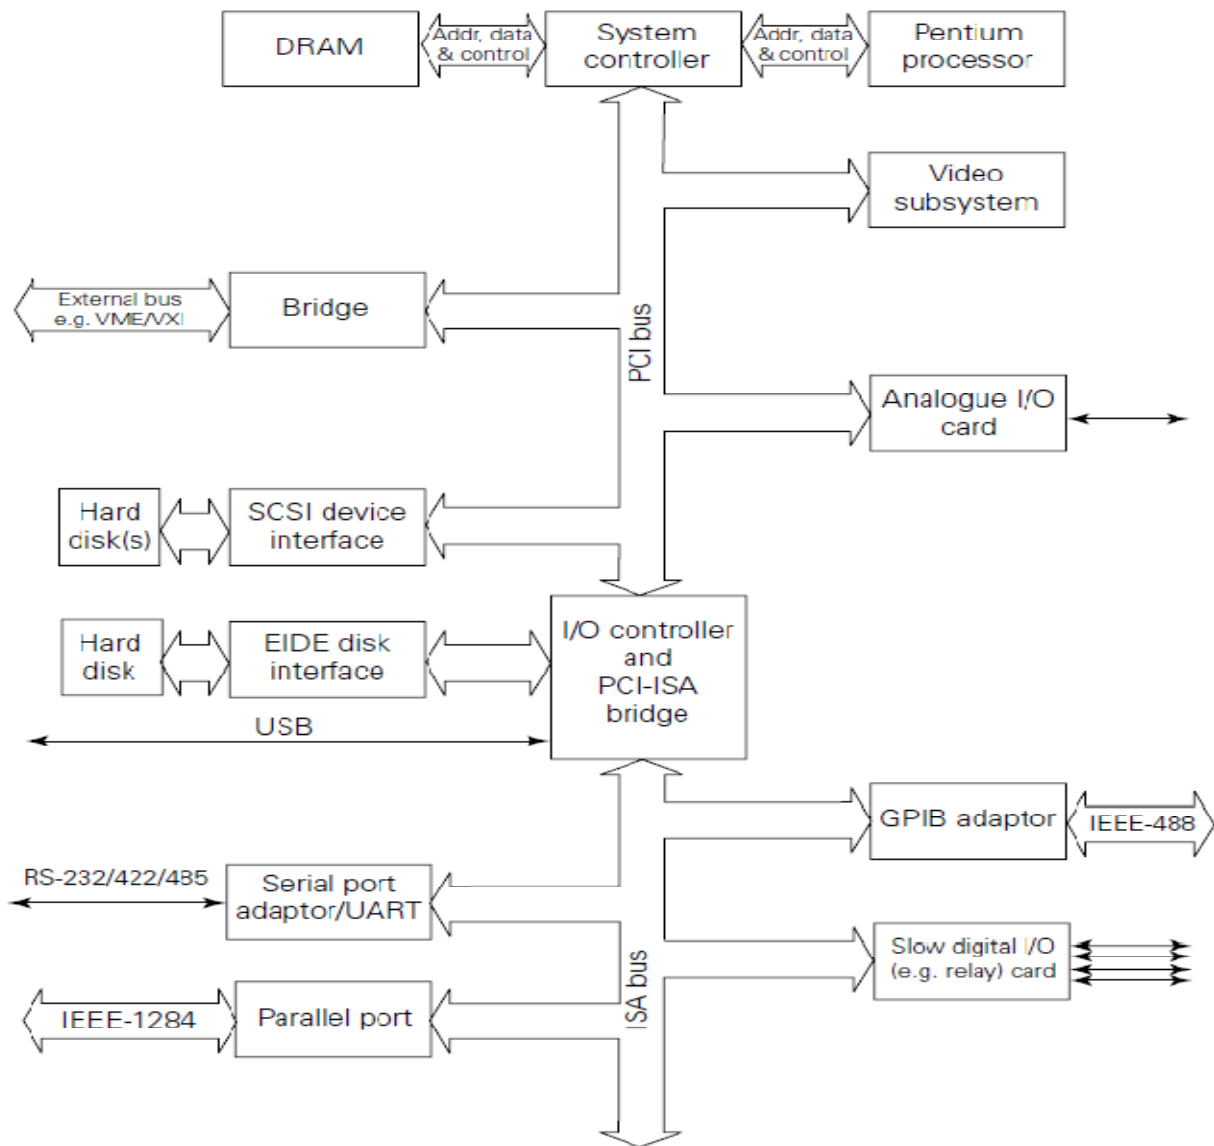 DRAM
Addr, data
& control
System
controller
Addr, data
& control
Pentium
processor
Video
subsystem
External bus
e.g. VME/VXI
Bridge
PCI bus
Analogue I/O
card
Hard
disk(s)
SCSI device
interface
Hard
disk
EIDE disk
interface
I/O controller
and
PCI-ISA
bridge
USB
GPIB adaptor
IEEE-488
RS-232/422/485
Serial port
adaptor/UART
Slow digital I/O
(e.g. relay) card
ISA bus
IEEE-1284
Parallel port